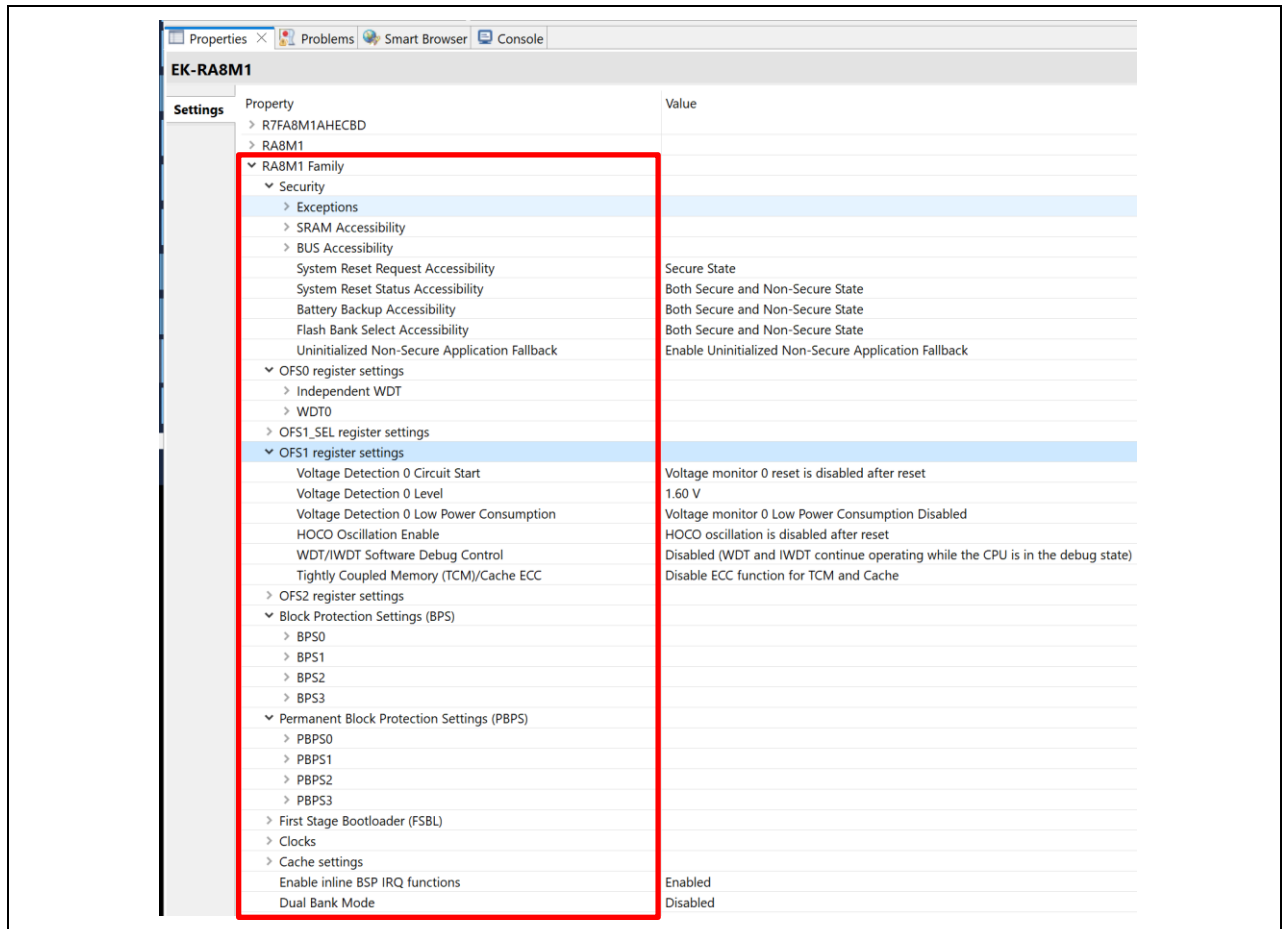 Properties Problems Smart Browser Console
EK-RA8M1
Settings Property Value
R7FA8M1AHECBD
RA8M1
RA8M1 Family
Security
Exceptions
SRAM Accessibility
BUS Accessibility
System Reset Request Accessibility Secure State
System Reset Status Accessibility Both Secure and Non-Secure State
Battery Backup Accessibility Both Secure and Non-Secure State
Flash Bank Select Accessibility Both Secure and Non-Secure State
Uninitialized Non-Secure Application Fallback Enable Uninitialized Non-Secure Application Fallback
OFS0 register settings
Independent WDT
WDT0
OFS1_SEL register settings
OFS1 register settings
Voltage Detection 0 Circuit Start Voltage monitor 0 reset is disabled after reset
Voltage Detection 0 Level 1.60 V
Voltage Detection 0 Low Power Consumption Voltage monitor 0 Low Power Consumption Disabled
HOCO Oscillation Enable HOCO oscillation is disabled after reset
WDT/IWDT Software Debug Control Disabled (WDT and IWDT continue operating while the CPU is in the debug state)
Tightly Coupled Memory (TCM)/Cache ECC Disable ECC function for TCM and Cache
OFS2 register settings
Block Protection Settings (BPS)
BPS0
BPS1
BPS2
BPS3
Permanent Block Protection Settings (PBPS)
PBPS0
PBPS1
PBPS2
PBPS3
First Stage Bootloader (FSBL)
Clocks
Cache settings
Enable inline BSP IRQ functions Enabled
Dual Bank Mode Disabled